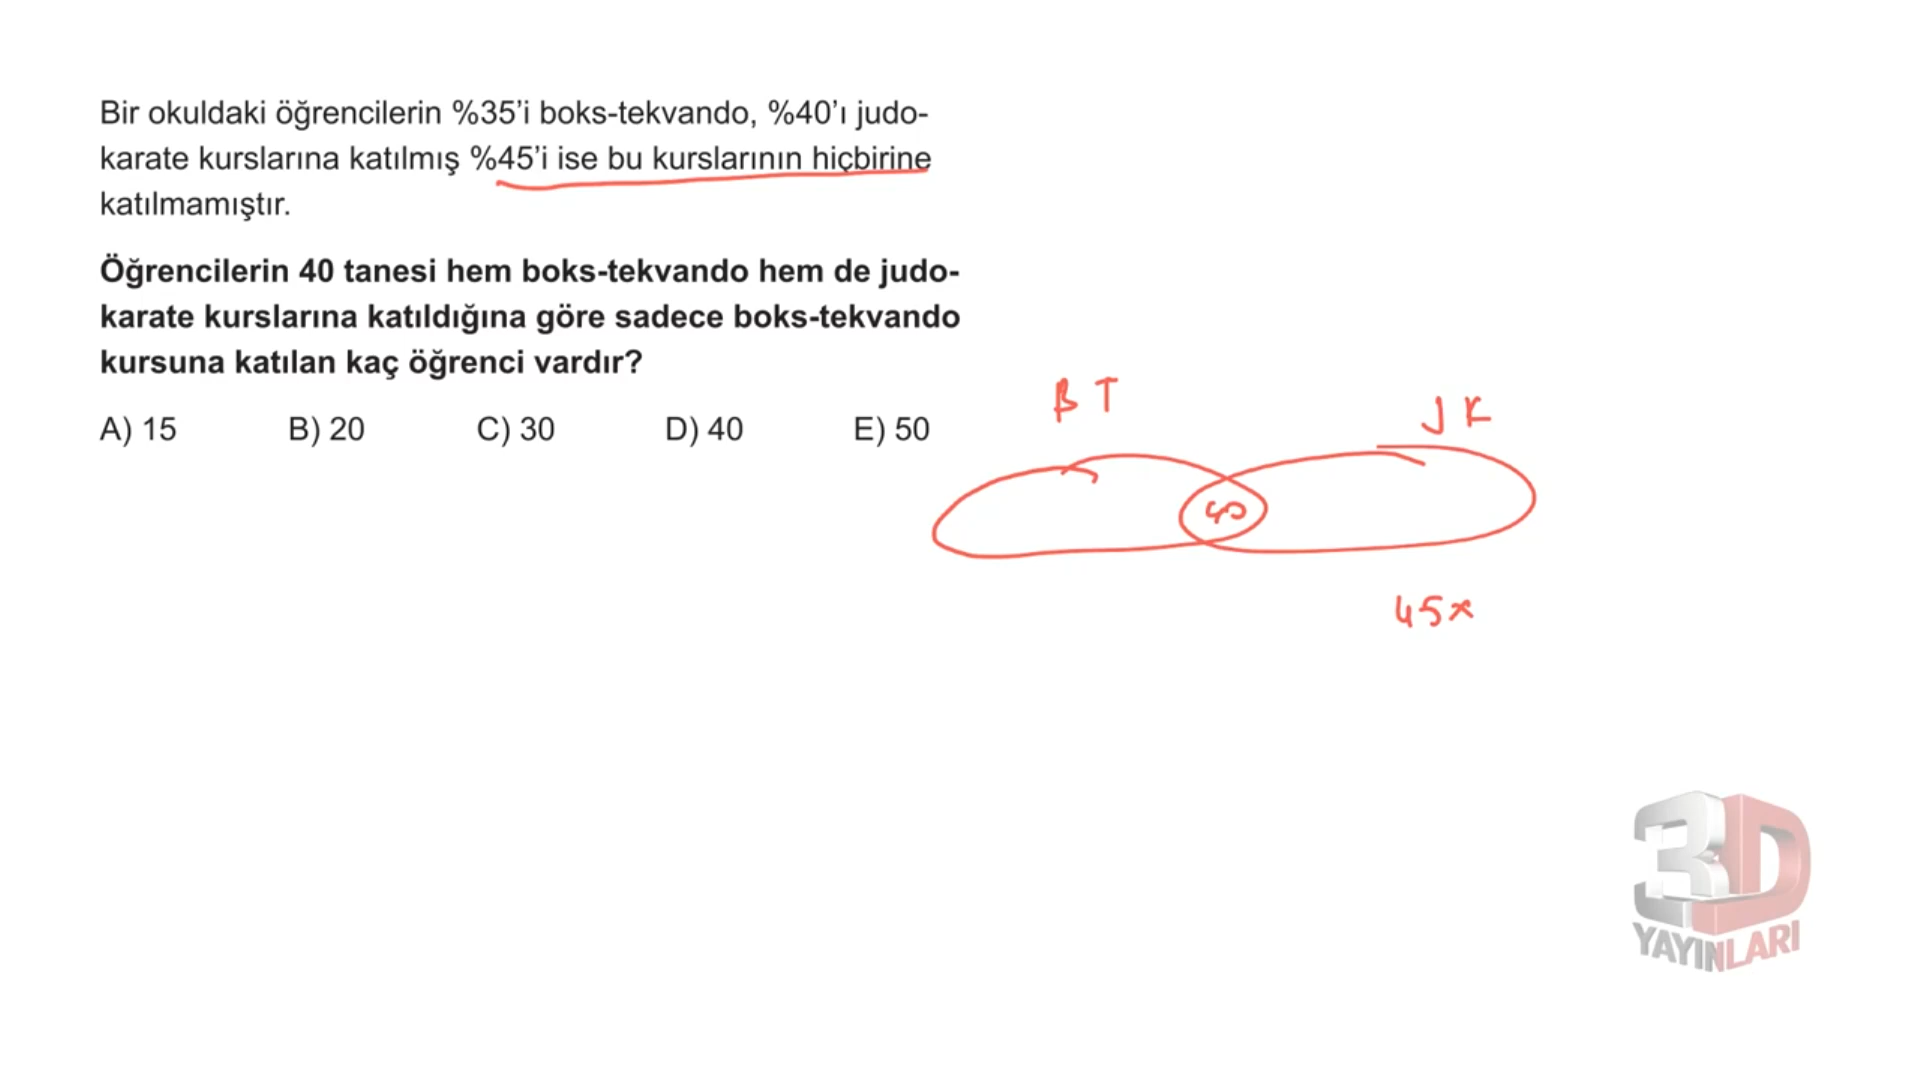 Bir okuldaki öğrencilerin %35’i boks-tekvando, %40’ı judo-
karate kurslarına katılmış %45’i ise bu kurslarının hiçbirine
katılmamıştır.
Öğrencilerin 40 tanesi hem boks-tekvando hem de judo-
karate kurslarına katıldığına göre sadece boks-tekvando
kursuna katılan kaç öğrenci vardır?
A) 15 B) 20 C) 30 D) 40 E) 50
B T
J K
40
45x
3D
YAYINLARI